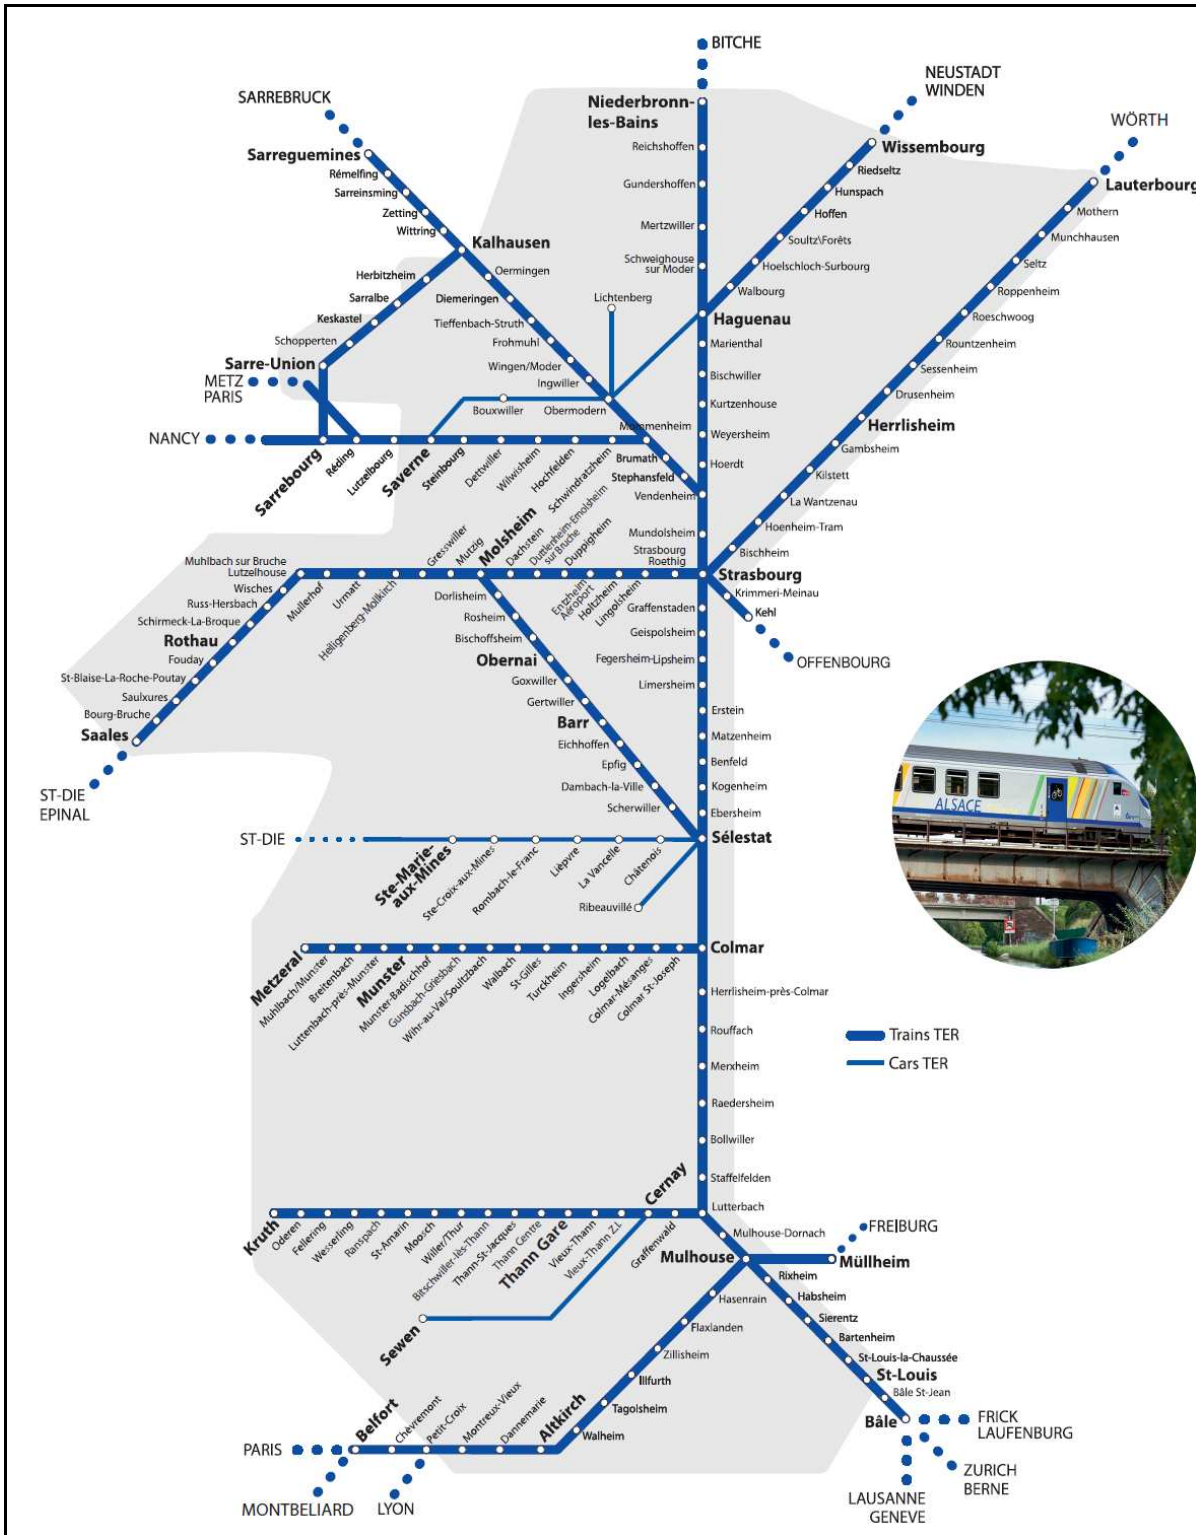 BITCHE
NEUSTADT
WINDEN
SARREBRUCK
WÖRTH
Niederbronn-
les-Bains
Wissembourg
Sarreguemines
Reichshoffen
Riedseltz
Rémelfing
Lauterbourg
Sarreinsming
Gundershoffen
Hunspach
Zetting
Hoffen
Mothern
Wittring
Mertzwiller
Munchhausen
Kalhausen
Soultz\Forêts
Schweighouse
sur Moder
Hoelschloch-Surbourg
Seltz
Oermingen
Herbitzheim
Walbourg
Roppenheim
Sarralbe
Diemeringen
Lichtenberg
Keskastel
Tieffenbach-Struth
Haguenau
Roeschwoog
Schopperten
Frohmuhl
Marienthal
Rountzenheim
Sarre-Union
Wingen/Moder
Sessenheim
METZ
PARIS
Ingwiller
Bischwiller
Drusenheim
Bouxwiller
Obermodern
Kurtzenhouse
Herrlisheim
Mommenheim
NANCY
Weyersheim
Gambsheim
Sarrebourg
Réding
Lutzelbourg
Saverne
Steinbourg
Dettwiller
Wilwisheim
Hochfelden
Schwindratzheim
Brumath
Stephansfeld
Hoerdt
Kilstett
Vendenheim
La Wantzenau
Mundolsheim
Hoenheim-Tram
Bischheim
Strasbourg
Roethig
Strasbourg
Muhlbach sur Bruche
Lutzelhouse
Mullerhof
Urmatt
Heiligenberg-Mollkirch
Gresswiller
Mutzig
Molsheim
Dachstein
Duttlenheim-Ernolsheim
sur Bruche
Duppigheim
Entzheim
Aéroport
Holtzheim
Lingolsheim
Wisches
Russ-Hersbach
Schirmeck-La-Broque
Rothau
Fouday
St-Blaise-La-Roche-Poutay
Saulxures
Bourg-Bruche
Saales
ST-DIE
EPINAL
Krimmeri-Meinau
Kehl
OFFENBOURG
Dorlisheim
Rosheim
Bischoffsheim
Obernai
Goxwiller
Gertwiller
Barr
Eichhoffen
Epfig
Dambach-la-Ville
Scherwiller
Graffenstaden
Geispolsheim
Fegersheim-Lipsheim
Limersheim
Erstein
Matzenheim
Benfeld
Kogenheim
Ebersheim
Sélestat
ALSACE
ST-DIE
Ste-Marie-
aux-Mines
Ste-Croix-aux-Mines
Rombach-le-Franc
Lièpvre
La Vancelle
Châtenois
Ribeauvillé
Metzeral
Muhlbach/Munster
Breitenbach
Luttenbach-près-Munster
Munster
Munster-Badischhof
Gunsbach-Griesbach
Wihr-au-Val/Soultzbach
Walbach
St-Gilles
Turckheim
Ingersheim
Logelbach
Colmar-Mésanges
Colmar St-Joseph
Colmar
Herrlisheim-près-Colmar
Rouffach
Merxheim
Raedersheim
Bollwiller
Staffelfelden
Lutterbach
Trains TER
Cars TER
Kruth
Oderen
Fellering
Wesserling
Ranspach
St-Amarin
Moosch
Willer/Thur
Bitschwiller-lès-Thann
Thann-St-Jacques
Thann Centre
Thann Gare
Vieux-Thann
Vieux-Thann Z.I.
Cernay
Graffenwald
Mulhouse-Dornach
Mulhouse
FREIBURG
Müllheim
Sewen
Rixheim
Habsheim
Sierentz
Bartenheim
St-Louis-la-Chaussée
St-Louis
Bâle St-Jean
Bâle
FRICK
LAUFENBURG
ZURICH
BERNE
LAUSANNE
GENEVE
Hasenrain
Flaxlanden
Zillisheim
Illfurth
Tagolsheim
Walheim
Altkirch
Dannemarie
Montreux-Vieux
Petit-Croix
Chèvremont
Belfort
PARIS
MONTBELIARD
LYON